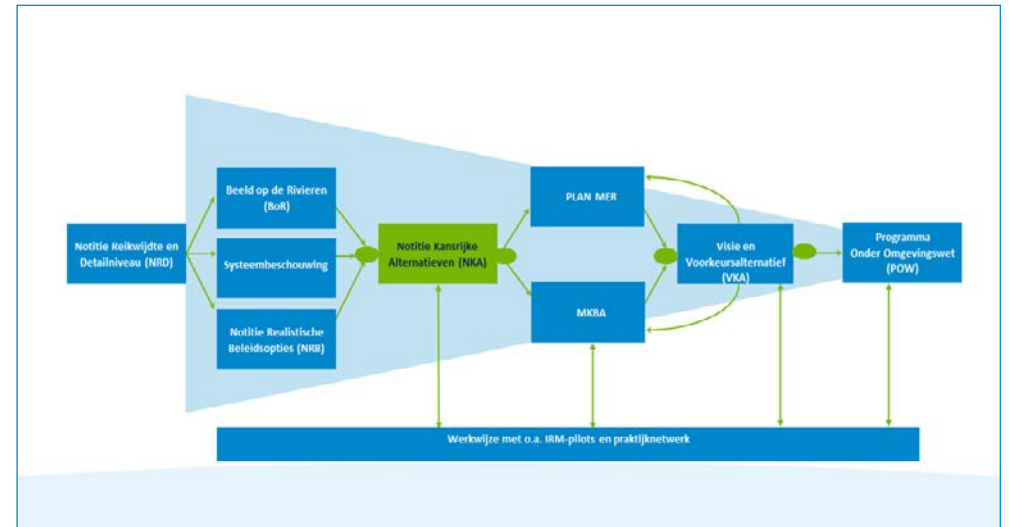 Notitie Reikwijdte en
Detailniveau (NRD)
Beeld op de Rivieren
(BoR)
Systeembeschouwing
Notitie Realistische
Beleidsopties (NRB)
Notitie Kansrijke
Alternatieven (NKA)
PLAN MER
MKBA
Visie en
Voorkeursalternatief
(VKA)
Programma
Onder Omgevingswet
(POW)
Werkwijze met o.a. IRM-pilots en praktijknetwerk